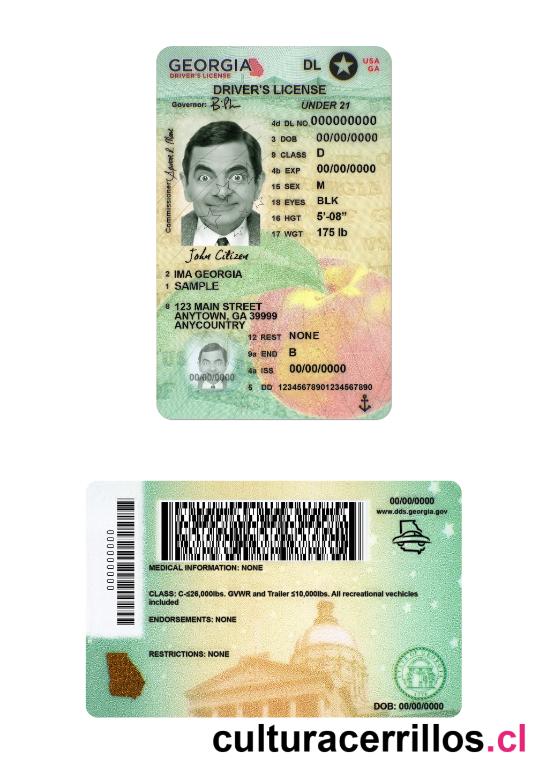 GEORGIA
DRIVER'S LICENSE
DL
USA
GA
DRIVER'S LICENSE
Governor:
UNDER 21
4d DL NO. 000000000
3 DOB 00/00/0000
9 CLASS D
4b EXP 00/00/0000
15 SEX M
18 EYES BLK
16 HGT 5'-08"
17 WGT 175 lb
Commissioner:
John Citizen
2 IMA GEORGIA
1 SAMPLE
8 123 MAIN STREET
ANYTOWN, GA 39999
ANYCOUNTRY
12 REST NONE
9a END B
4a ISS 00/00/0000
5 DD 12345678901234567890
00/00/0000
000000000
00/00/0000
www.dds.georgia.gov
MEDICAL INFORMATION: NONE
CLASS: C-≤26,000lbs. GVWR and Trailer ≤10,000lbs. All recreational vechicles
included
ENDORSEMENTS: NONE
RESTRICTIONS: NONE
DOB: 00/00/0000
culturacerrillos.cl